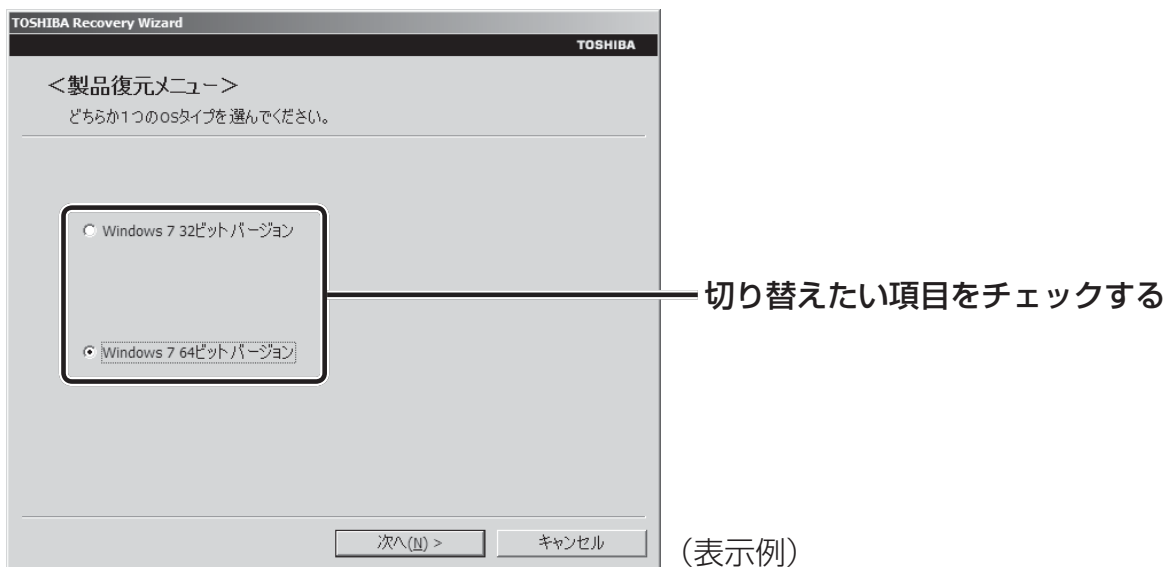 TOSHIBA Recovery Wizard
TOSHIBA
＜製品復元メニュー＞
どちらか１つのOSタイプを選んでください。
Windows 7 32ビットバージョン
切り替えたい項目をチェックする
Windows 7 64ビットバージョン
次へ(N) >
キャンセル
（表示例）